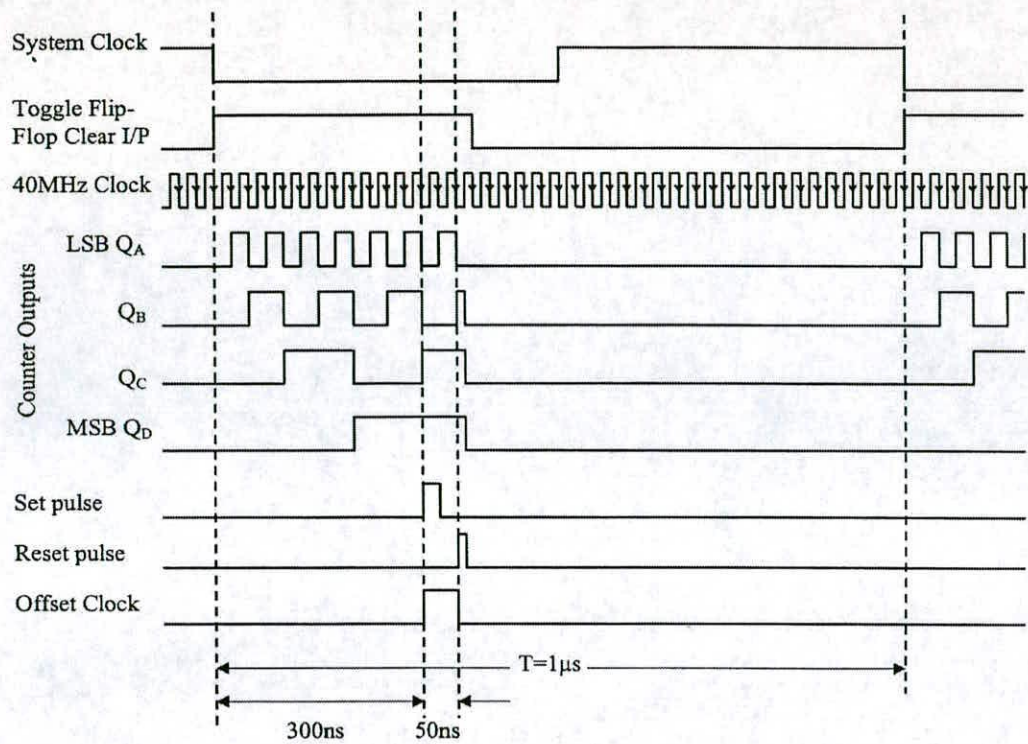 System Clock
Toggle Flip-
Flop Clear I/P
40MHz Clock
Counter Outputs
LSB QA
QB
QC
MSB QD
Set pulse
Reset pulse
Offset Clock
T=1μs
300ns
50ns